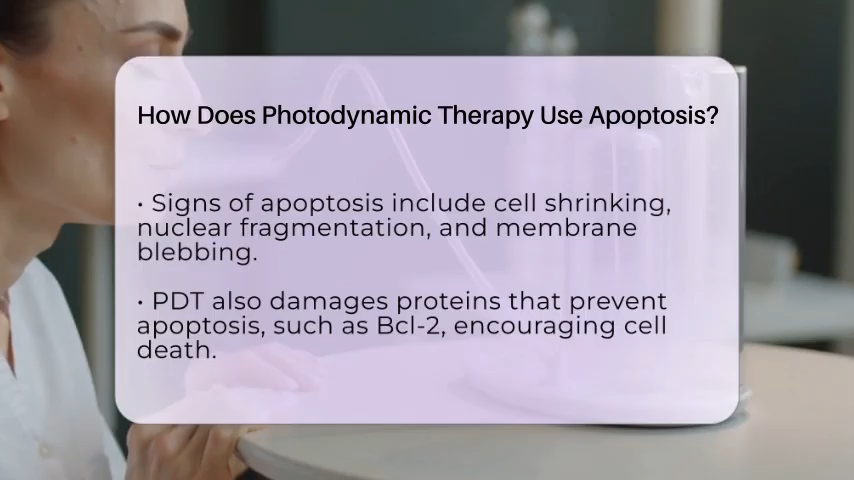 How Does Photodynamic Therapy Use Apoptosis?
• Signs of apoptosis include cell shrinking,
nuclear fragmentation, and membrane
blebbing.
• PDT also damages proteins that prevent
apoptosis, such as Bcl-2, encouraging cell
death.